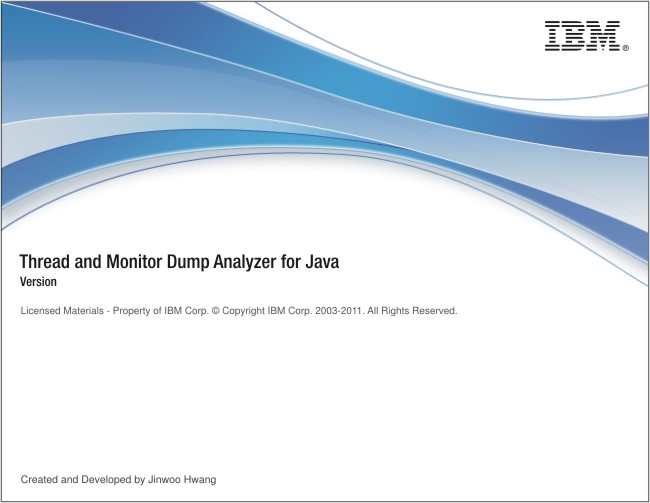 IBM®
Thread and Monitor Dump Analyzer for Java
Version
Licensed Materials - Property of IBM Corp. © Copyright IBM Corp. 2003-2011. All Rights Reserved.
Created and Developed by Jinwoo Hwang